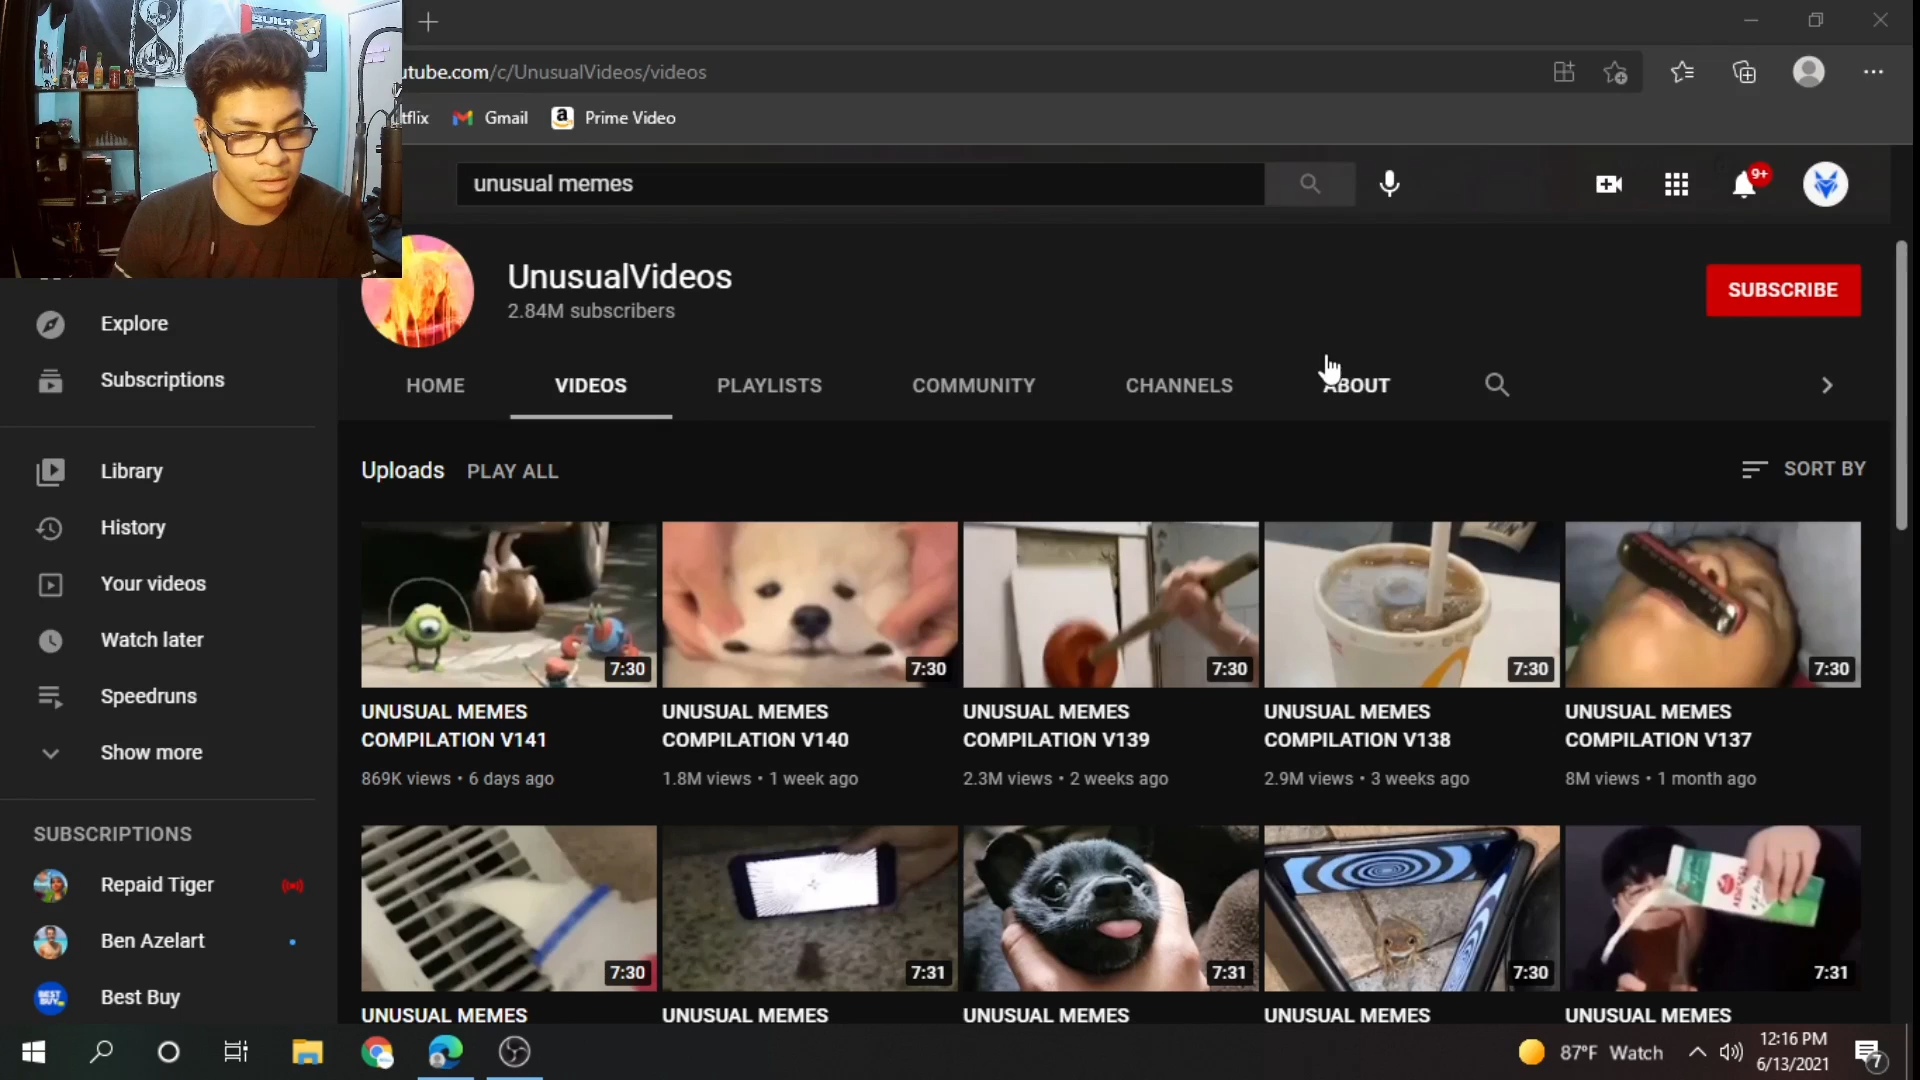 BUILT
utube.com/c/UnusualVideos/videos
tflix
Gmail
Prime Video
unusual memes
9+
UnusualVideos
2.84M subscribers
SUBSCRIBE
HOME
VIDEOS
PLAYLISTS
COMMUNITY
CHANNELS
ABOUT
Explore
Subscriptions
Library
History
Your videos
Watch later
Speedruns
Show more
SUBSCRIPTIONS
Repaid Tiger
Ben Azelart
BEST BUY
Best Buy
Uploads
PLAY ALL
SORT BY
7:30
7:30
7:30
7:30
7:30
UNUSUAL MEMES
COMPILATION V141
869K views • 6 days ago
UNUSUAL MEMES
COMPILATION V140
1.8M views • 1 week ago
UNUSUAL MEMES
COMPILATION V139
2.3M views • 2 weeks ago
UNUSUAL MEMES
COMPILATION V138
2.9M views • 3 weeks ago
UNUSUAL MEMES
COMPILATION V137
8M views • 1 month ago
7:30
7:31
7:31
7:30
7:31
UNUSUAL MEMES
UNUSUAL MEMES
UNUSUAL MEMES
UNUSUAL MEMES
UNUSUAL MEMES
87°F Watch
12:16 PM
6/13/2021
7